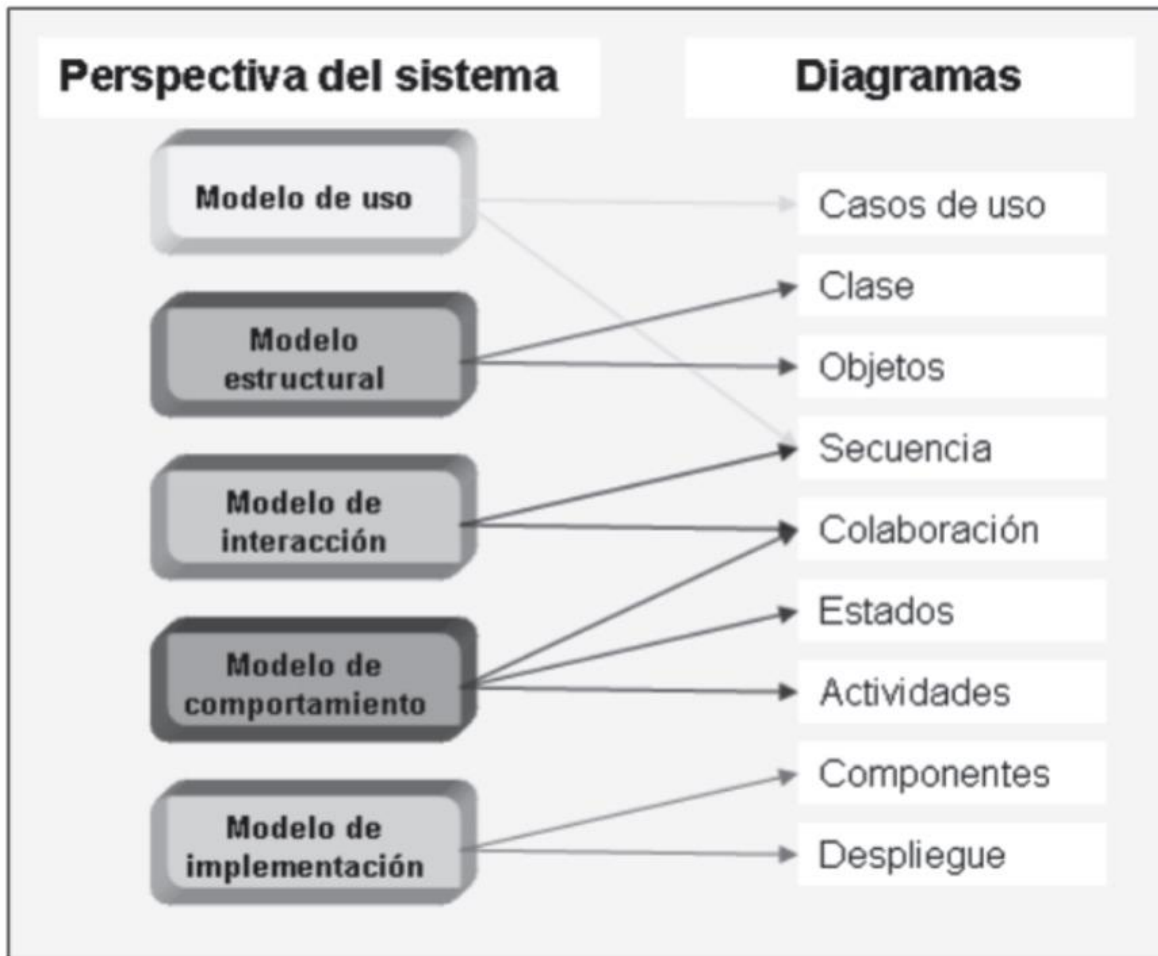 Perspectiva del sistema
Diagramas
Modelo de uso
Modelo
estructural
Modelo de
interacción
Modelo de
comportamiento
Modelo de
implementación
Casos de uso
Clase
Objetos
Secuencia
Colaboración
Estados
Actividades
Componentes
Despliegue